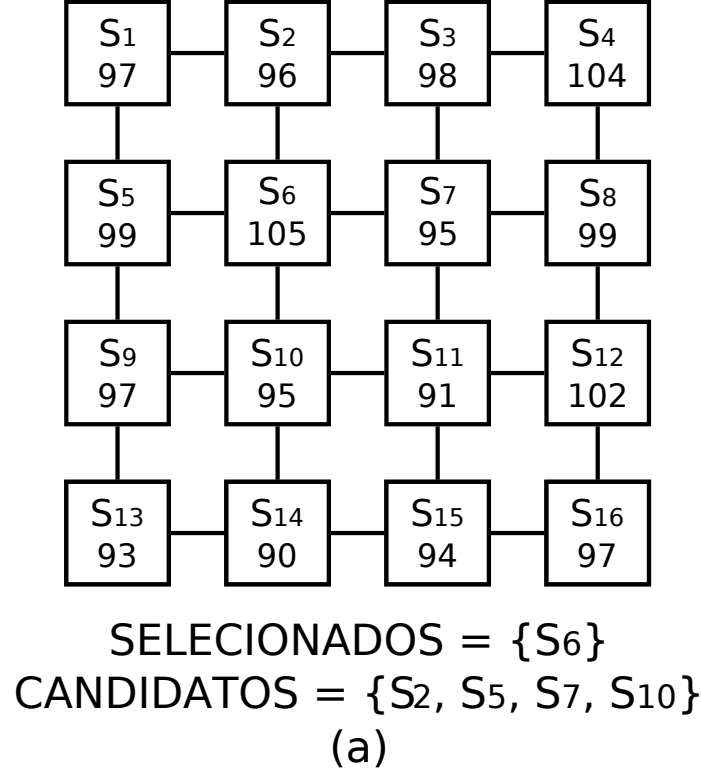 S1 S2 S3 S4
97 96 98 104
S5 S6 S7 S8
99 105 95 99
S9 S10 S11 S12
97 95 91 102
S13 S14 S15 S16
93 90 94 97
SELECIONADOS = {S6}
CANDIDATOS = {S2, S5, S7, S10}
(a)